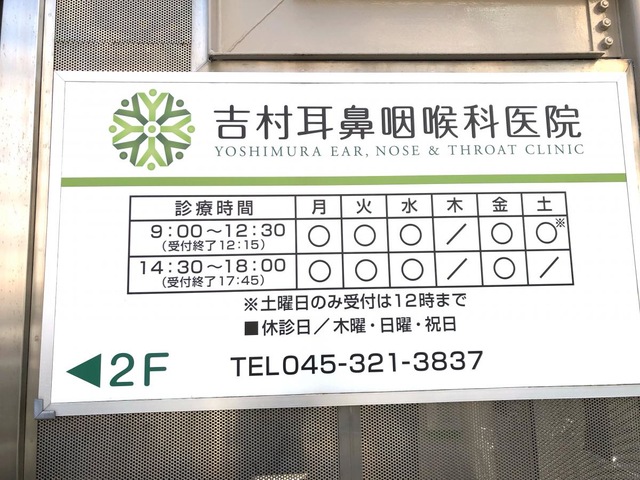 吉村耳鼻咽喉科医院
YOSHIMURA EAR, NOSE & THROAT CLINIC
診療時間 月 火 水 木 金 土
9:00～12:30 ○ ○ ○ ／ ○ ○※
(受付終了12:15)
14:30～18:00 ○ ○ ○ ／ ○ ／
(受付終了17:45)
※土曜日のみ受付は12時まで
■休診日／木曜・日曜・祝日
◀2F TEL045-321-3837